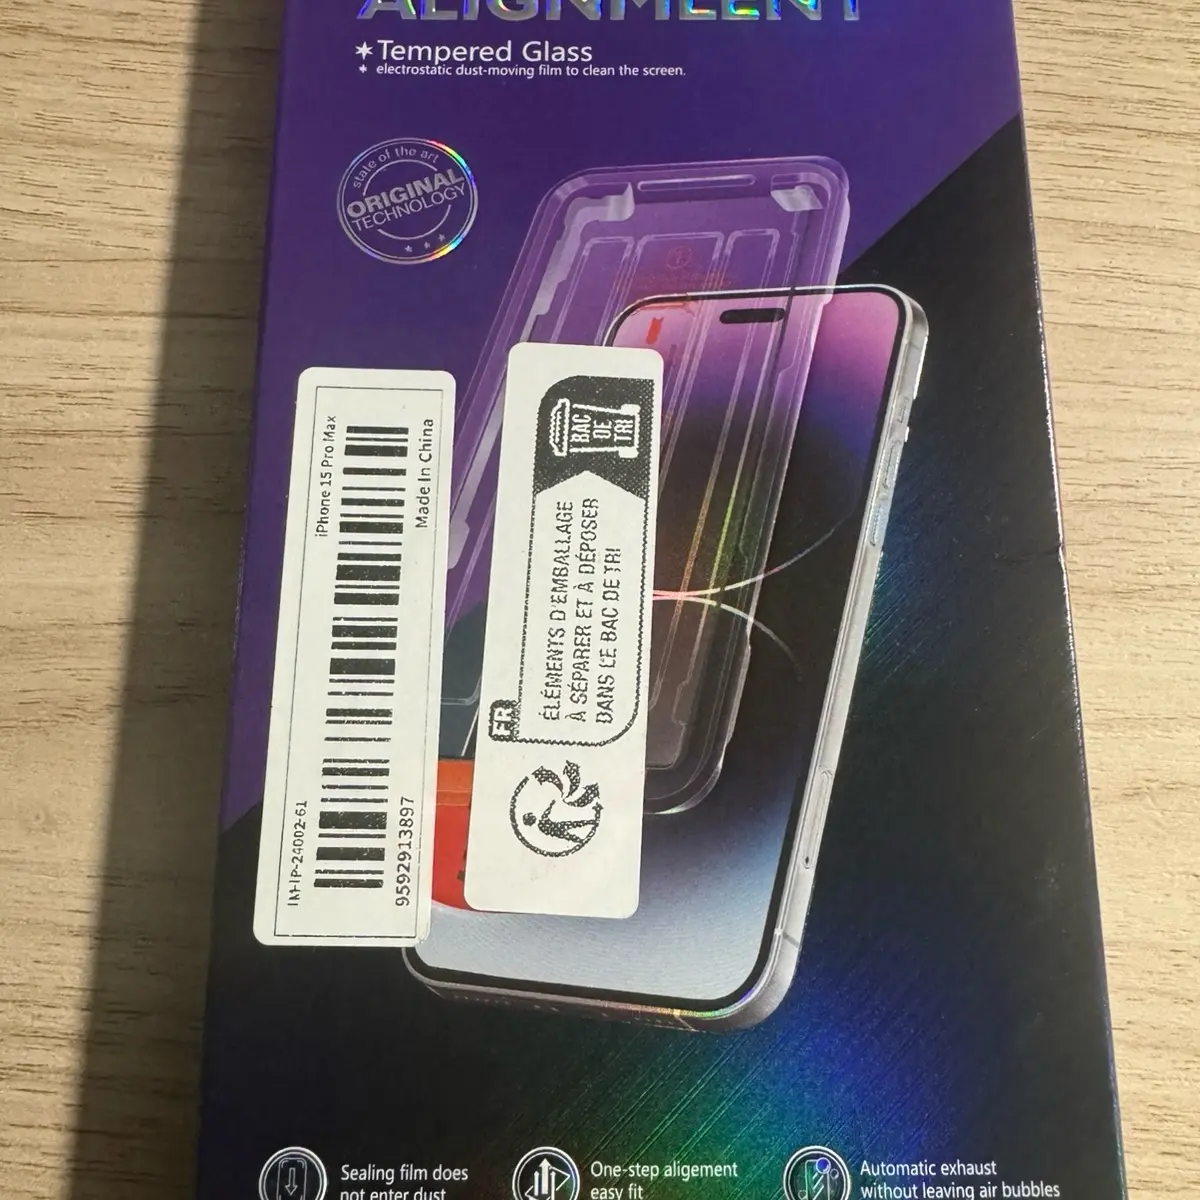 ALIGNMLENT
* Tempered Glass
* electrostatic dust-moving film to clean the screen.
state of the art
ORIGINAL
TECHNOLOGY
iPhone 15 Pro Max
Made In China
IM-IP-24002-61
9592913897
BAC
DE
TRI
FR
ÉLÉMENTS D'EMBALLAGE
À SÉPARER ET À DÉPOSER
DANS LE BAC DE TRI
Sealing film does
not enter dust
One-step aligement
easy fit
Automatic exhaust
without leaving air bubbles